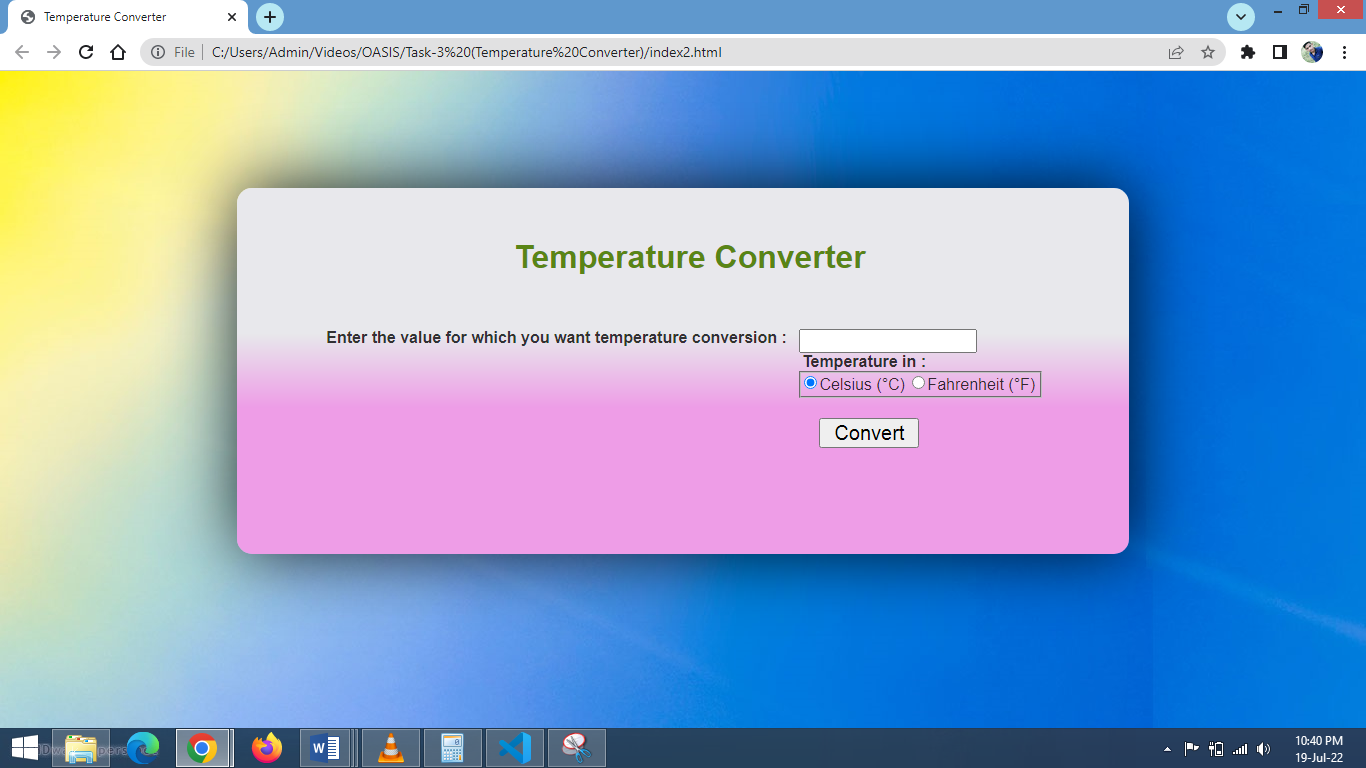 Temperature Converter
File
C:/Users/Admin/Videos/OASIS/Task-3%20(Temperature%20Converter)/index2.html
Temperature Converter
Enter the value for which you want temperature conversion :
Temperature in :
Celsius (°C) Fahrenheit (°F)
Convert
10:40 PM
19-Jul-22